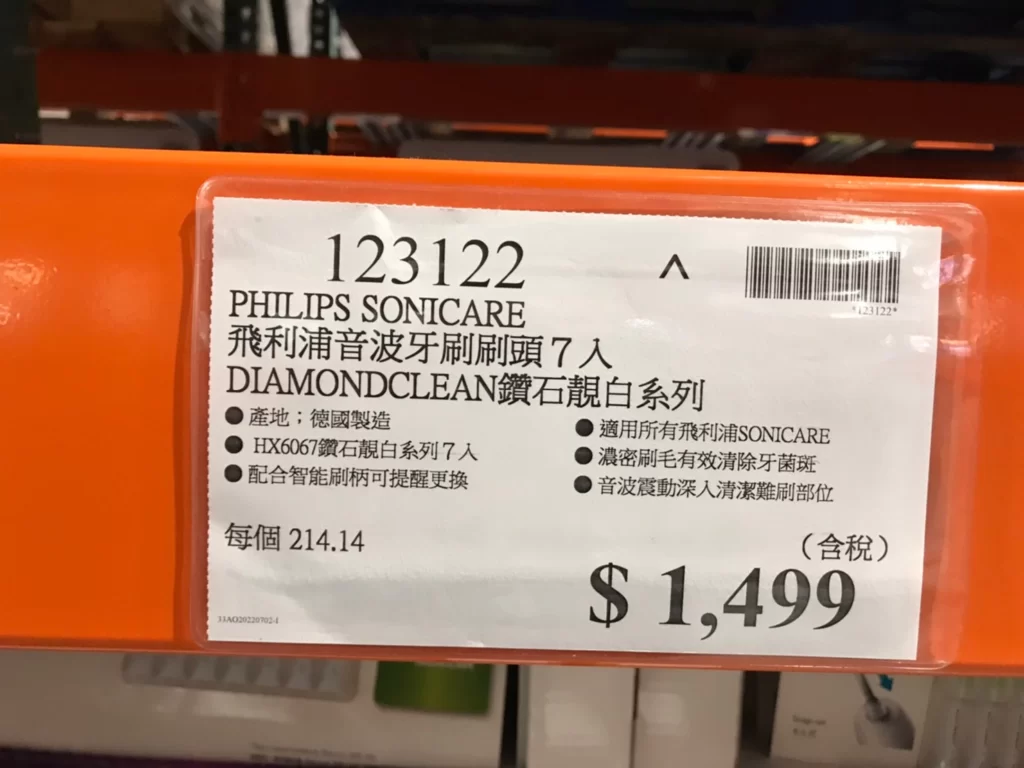 123122
^
*123122*
PHILIPS SONICARE
飛利浦音波牙刷刷頭7入
DIAMONDCLEAN鑽石靚白系列
●產地；德國製造
●HX6067鑽石靚白系列7入
●配合智能刷柄可提醒更換
●適用所有飛利浦SONICARE
●濃密刷毛有效清除牙菌斑
●音波震動深入清潔難刷部位
每個 214.14
（含稅）
$ 1,499